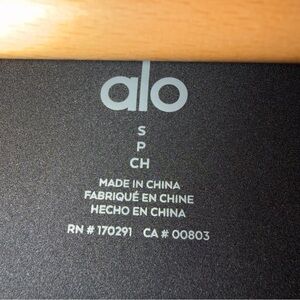 alo
S
P
CH
MADE IN CHINA
FABRIQUÉ EN CHINE
HECHO EN CHINA
RN # 170291 CA # 00803